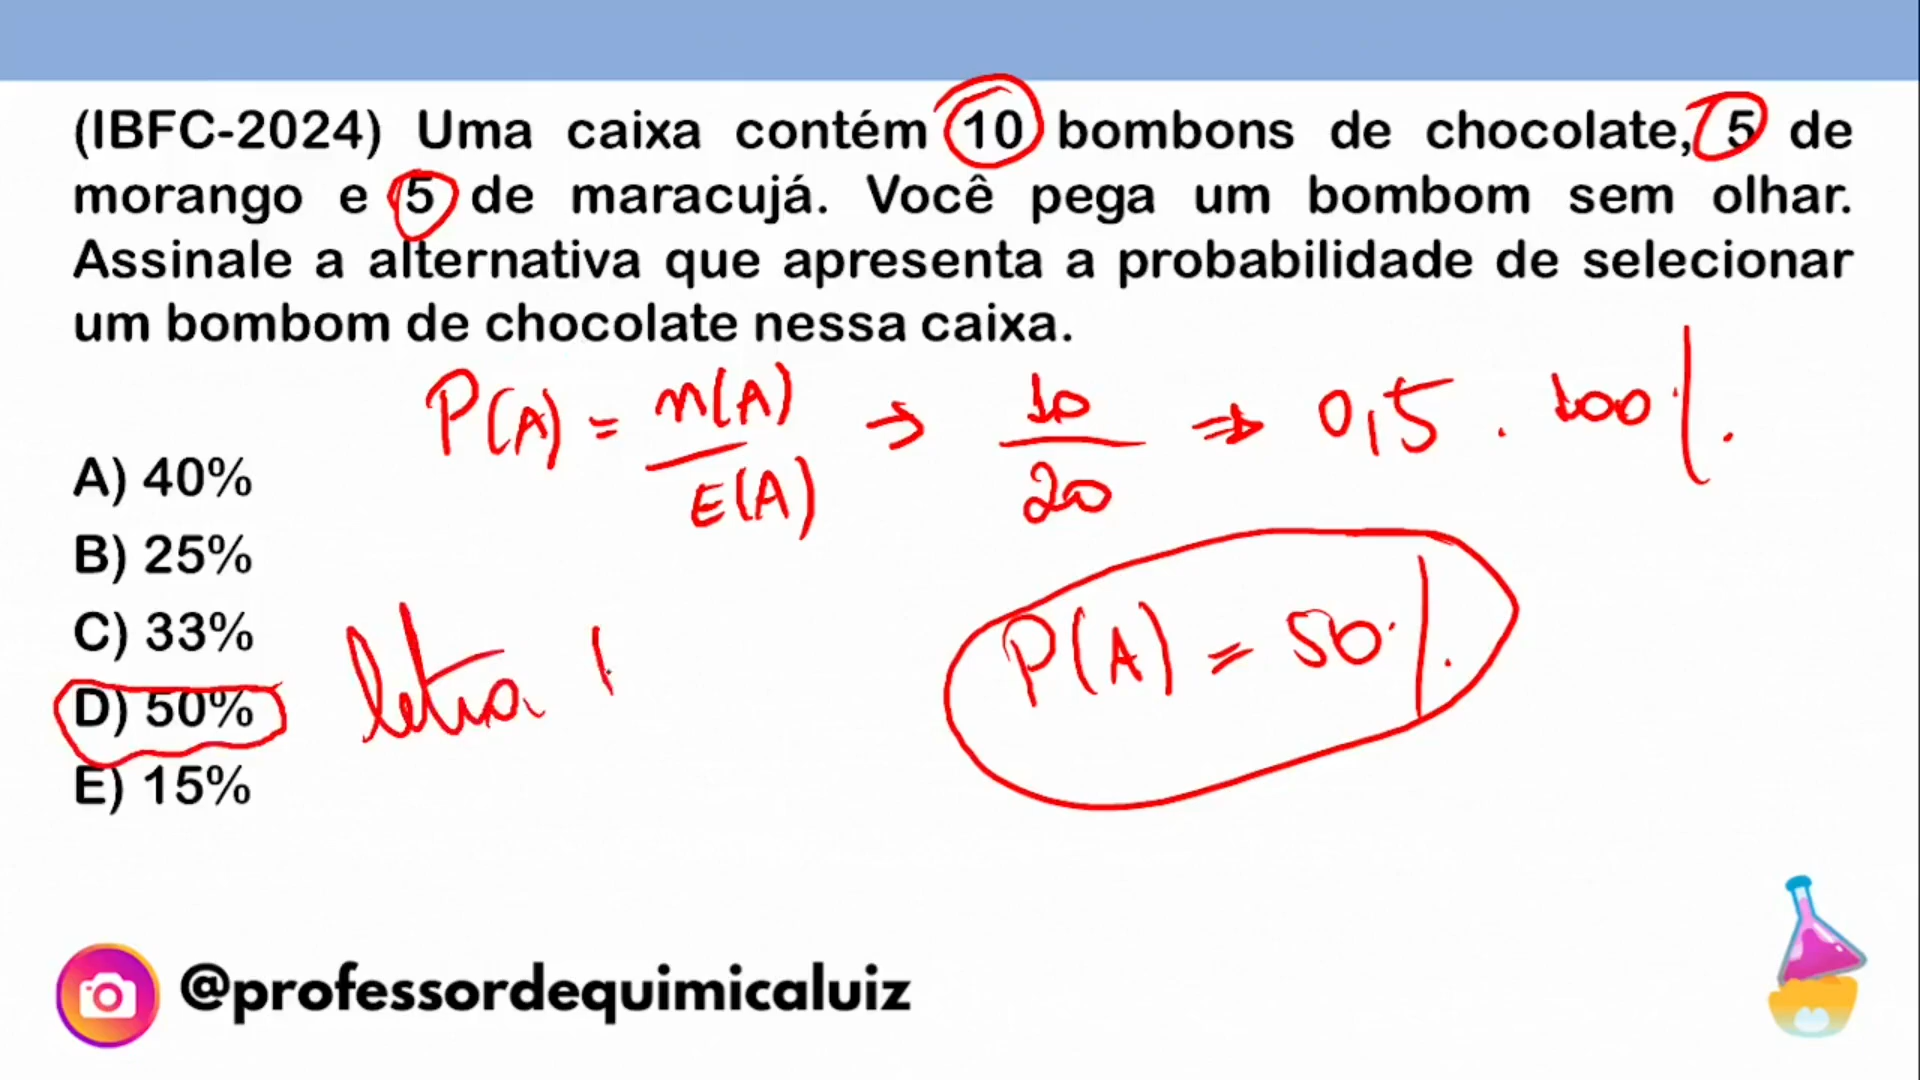 (IBFC-2024) Uma caixa contém 10 bombons de chocolate, 5 de
morango e 5 de maracujá. Você pega um bombom sem olhar.
Assinale a alternativa que apresenta a probabilidade de selecionar
um bombom de chocolate nessa caixa.
P(A) = n(A)/E(A) → 10/20 ⇒ 0,5 . 100%
A) 40%
B) 25%
C) 33%
D) 50%
letra
P(A) = 50%
E) 15%
@professordequimicaluiz